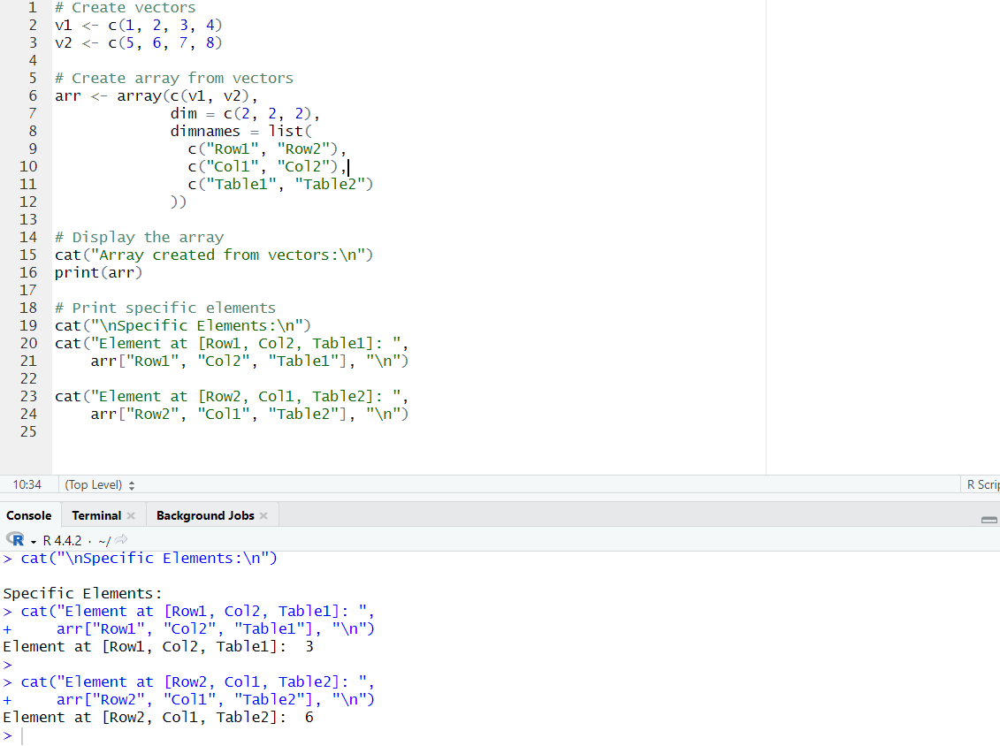 1 # Create vectors
2 v1 <- c(1, 2, 3, 4)
3 v2 <- c(5, 6, 7, 8)
4
5 # Create array from vectors
6 arr <- array(c(v1, v2),
7              dim = c(2, 2, 2),
8              dimnames = list(
9                c("Row1", "Row2"),
10               c("Col1", "Col2"),
11               c("Table1", "Table2")
12             ))
13
14 # Display the array
15 cat("Array created from vectors:\n")
16 print(arr)
17
18 # Print specific elements
19 cat("\nSpecific Elements:\n")
20 cat("Element at [Row1, Col2, Table1]: ",
21     arr["Row1", "Col2", "Table1"], "\n")
22
23 cat("Element at [Row2, Col1, Table2]: ",
24     arr["Row2", "Col1", "Table2"], "\n")
25
10:34 (Top Level) R Scrip
Console Terminal Background Jobs
R R 4.4.2 · ~/
> cat("\nSpecific Elements:\n")

Specific Elements:
> cat("Element at [Row1, Col2, Table1]: ",
+     arr["Row1", "Col2", "Table1"], "\n")
Element at [Row1, Col2, Table1]:  3
>
> cat("Element at [Row2, Col1, Table2]: ",
+     arr["Row2", "Col1", "Table2"], "\n")
Element at [Row2, Col1, Table2]:  6
>